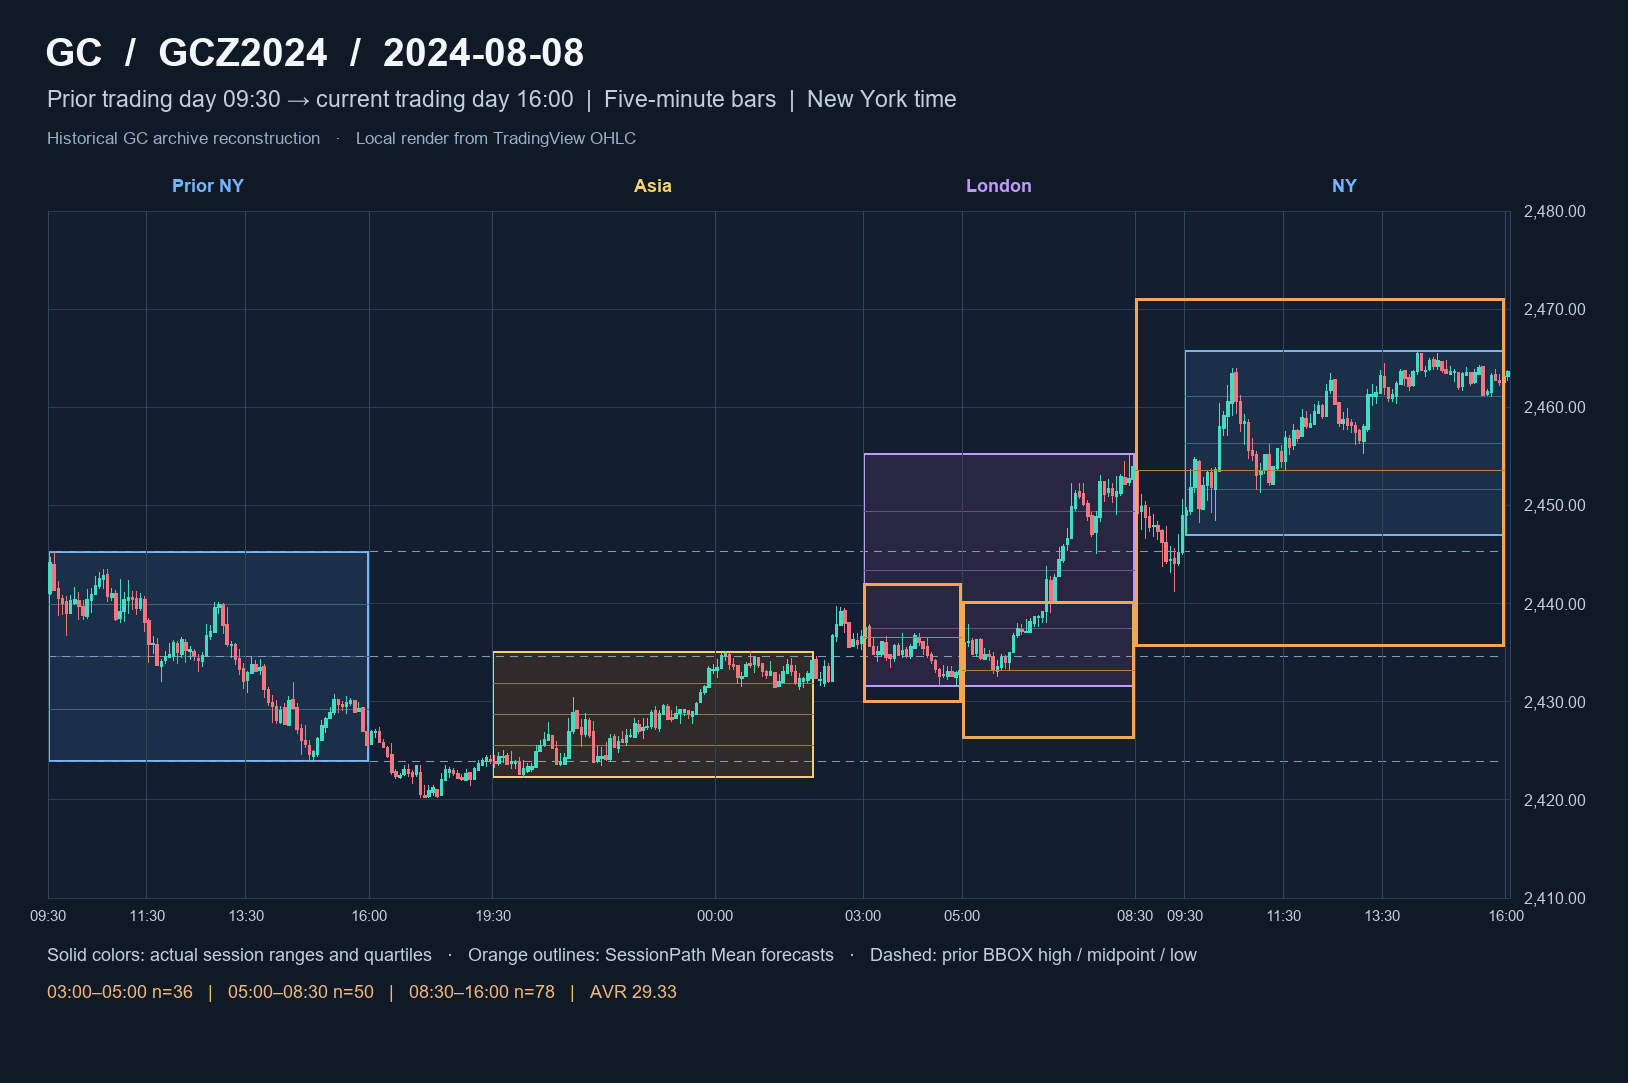 GC / GCZ2024 / 2024-08-08
Prior trading day 09:30 → current trading day 16:00 | Five-minute bars | New York time
Historical GC archive reconstruction · Local render from TradingView OHLC
Prior NY Asia London NY
2,480.00
2,470.00
2,460.00
2,450.00
2,440.00
2,430.00
2,420.00
2,410.00
09:30 11:30 13:30 16:00 19:30 00:00 03:00 05:00 08:30 09:30 11:30 13:30 16:00
Solid colors: actual session ranges and quartiles · Orange outlines: SessionPath Mean forecasts · Dashed: prior BBOX high / midpoint / low
03:00–05:00 n=36 | 05:00–08:30 n=50 | 08:30–16:00 n=78 | AVR 29.33